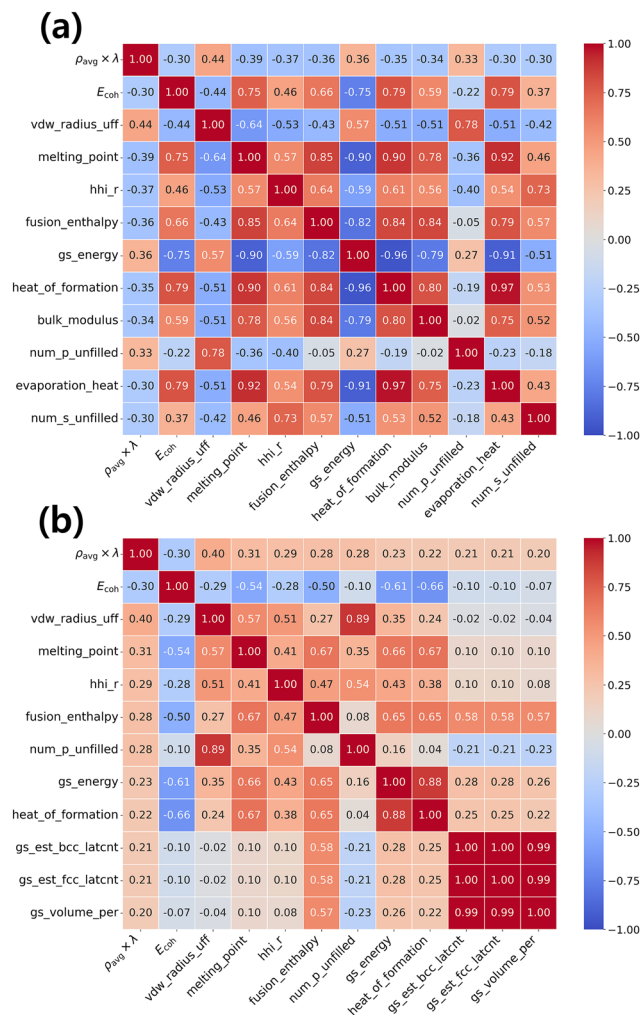 (a)
ρavg × λ 1.00 -0.30 0.44 -0.39 -0.37 -0.36 0.36 -0.35 -0.34 0.33 -0.30 -0.30
Ecoh -0.30 1.00 -0.44 0.75 0.46 0.66 -0.75 0.79 0.59 -0.22 0.79 0.37
vdw_radius_uff 0.44 -0.44 1.00 -0.64 -0.53 -0.43 0.57 -0.51 -0.51 0.78 -0.51 -0.42
melting_point -0.39 0.75 -0.64 1.00 0.57 0.85 -0.90 0.90 0.78 -0.36 0.92 0.46
hhi_r -0.37 0.46 -0.53 0.57 1.00 0.64 -0.59 0.61 0.56 -0.40 0.54 0.73
fusion_enthalpy -0.36 0.66 -0.43 0.85 0.64 1.00 -0.82 0.84 0.84 -0.05 0.79 0.57
gs_energy 0.36 -0.75 0.57 -0.90 -0.59 -0.82 1.00 -0.96 -0.79 0.27 -0.91 -0.51
heat_of_formation -0.35 0.79 -0.51 0.90 0.61 0.84 -0.96 1.00 0.80 -0.19 0.97 0.53
bulk_modulus -0.34 0.59 -0.51 0.78 0.56 0.84 -0.79 0.80 1.00 -0.02 0.75 0.52
num_p_unfilled 0.33 -0.22 0.78 -0.36 -0.40 -0.05 0.27 -0.19 -0.02 1.00 -0.23 -0.18
evaporation_heat -0.30 0.79 -0.51 0.92 0.54 0.79 -0.91 0.97 0.75 -0.23 1.00 0.43
num_s_unfilled -0.30 0.37 -0.42 0.46 0.73 0.57 -0.51 0.53 0.52 -0.18 0.43 1.00
ρavg × λ Ecoh vdw_radius_uff melting_point hhi_r fusion_enthalpy gs_energy heat_of_formation bulk_modulus num_p_unfilled evaporation_heat num_s_unfilled
1.00
0.75
0.50
0.25
0.00
-0.25
-0.50
-0.75
-1.00
(b)
ρavg × λ 1.00 -0.30 0.40 0.31 0.29 0.28 0.28 0.23 0.22 0.21 0.21 0.20
Ecoh -0.30 1.00 -0.29 -0.54 -0.28 -0.50 -0.10 -0.61 -0.66 -0.10 -0.10 -0.07
vdw_radius_uff 0.40 -0.29 1.00 0.57 0.51 0.27 0.89 0.35 0.24 -0.02 -0.02 -0.04
melting_point 0.31 -0.54 0.57 1.00 0.41 0.67 0.35 0.66 0.67 0.10 0.10 0.10
hhi_r 0.29 -0.28 0.51 0.41 1.00 0.47 0.54 0.43 0.38 0.10 0.10 0.08
fusion_enthalpy 0.28 -0.50 0.27 0.67 0.47 1.00 0.08 0.65 0.65 0.58 0.58 0.57
num_p_unfilled 0.28 -0.10 0.89 0.35 0.54 0.08 1.00 0.16 0.04 -0.21 -0.21 -0.23
gs_energy 0.23 -0.61 0.35 0.66 0.43 0.65 0.16 1.00 0.88 0.28 0.28 0.26
heat_of_formation 0.22 -0.66 0.24 0.67 0.38 0.65 0.04 0.88 1.00 0.25 0.25 0.22
gs_est_bcc_latcnt 0.21 -0.10 -0.02 0.10 0.10 0.58 -0.21 0.28 0.25 1.00 1.00 0.99
gs_est_fcc_latcnt 0.21 -0.10 -0.02 0.10 0.10 0.58 -0.21 0.28 0.25 1.00 1.00 0.99
gs_volume_per 0.20 -0.07 -0.04 0.10 0.08 0.57 -0.23 0.26 0.22 0.99 0.99 1.00
ρavg × λ Ecoh vdw_radius_uff melting_point hhi_r fusion_enthalpy num_p_unfilled gs_energy heat_of_formation gs_est_bcc_latcnt gs_est_fcc_latcnt gs_volume_per
1.00
0.75
0.50
0.25
0.00
-0.25
-0.50
-0.75
-1.00